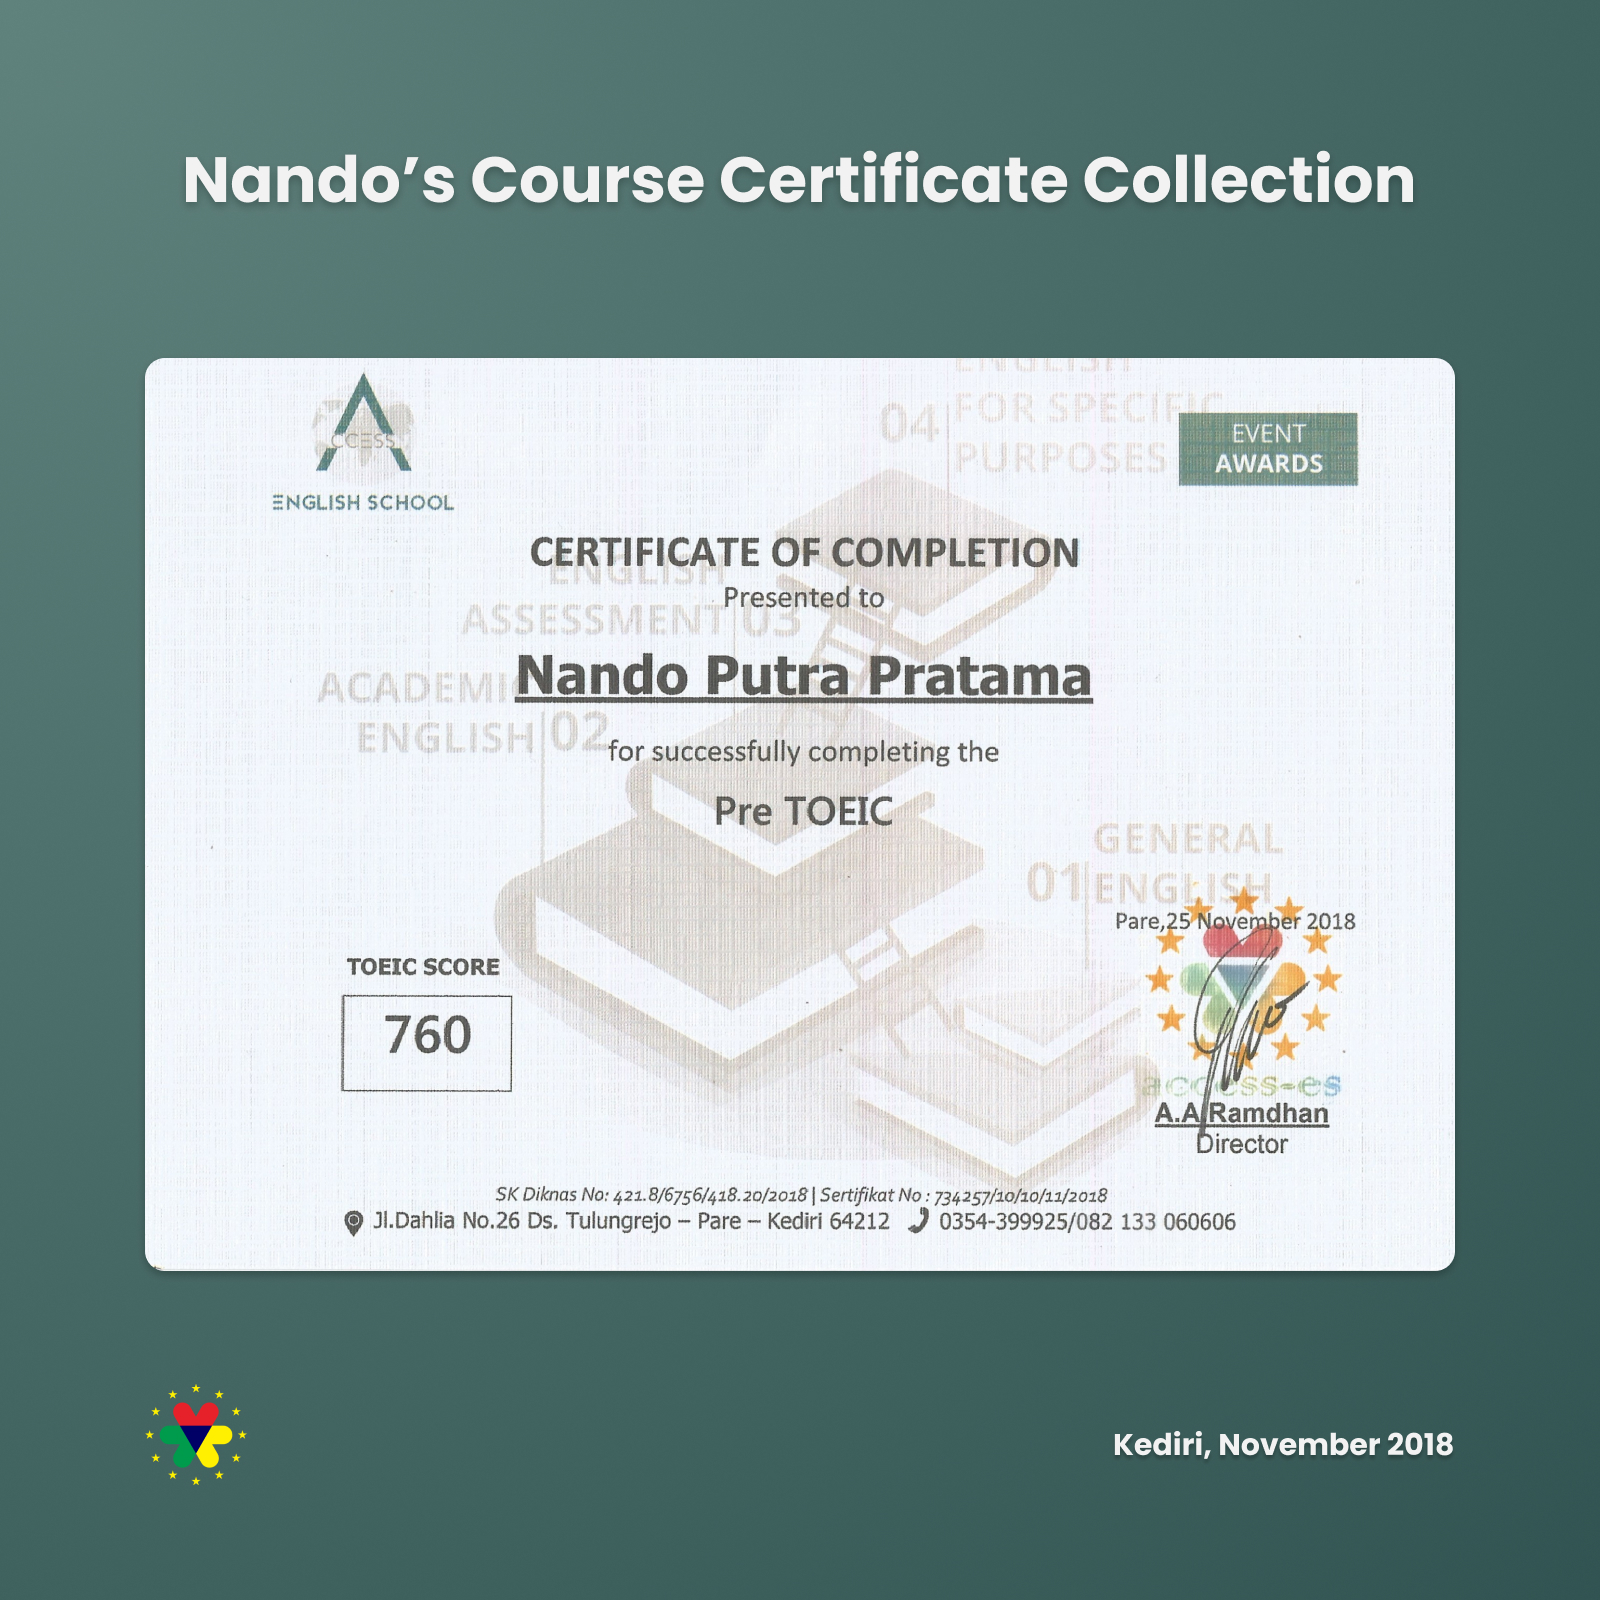 Nando’s Course Certificate Collection
CCESS
ENGLISH SCHOOL
ENGLISH
04 FOR SPECIFIC
PURPOSES
EVENT
AWARDS
CERTIFICATE OF COMPLETION
ENGLISH
Presented to
ASSESSMENT 03
Nando Putra Pratama
ACADEMIC
ENGLISH 02
for successfully completing the
Pre TOEIC
GENERAL
01 ENGLISH
Pare,25 November 2018
TOEIC SCORE
760
access-es
A.A Ramdhan
Director
SK Diknas No: 421.8/6756/418.20/2018 | Sertifikat No : 734257/10/10/11/2018
Jl.Dahlia No.26 Ds. Tulungrejo – Pare – Kediri 64212 0354-399925/082 133 060606
Kediri, November 2018